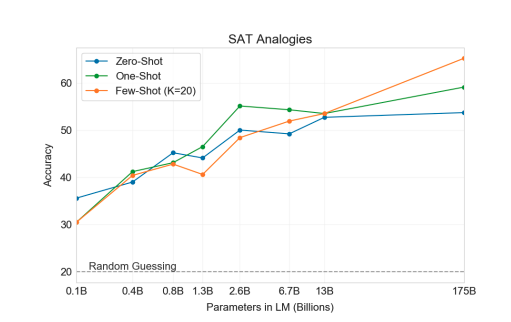 SAT Analogies
Zero-Shot
One-Shot
Few-Shot (K=20)
60
50
40
30
20
Accuracy
Random Guessing
0.1B 0.4B 0.8B 1.3B 2.6B 6.7B 13B 175B
Parameters in LM (Billions)